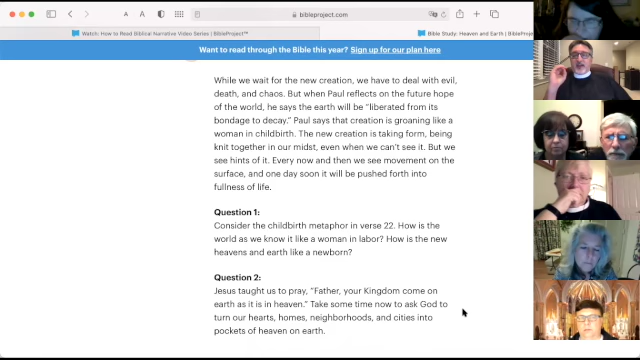 A A
bibleproject.com
Watch: How to Read Biblical Narrative Video Series | BibleProject™
Bible Study: Heaven and Earth | BibleProje
Want to read through the Bible this year? Sign up for our plan here
While we wait for the new creation, we have to deal with evil,
death, and chaos. But when Paul reflects on the future hope
of the world, he says the earth will be “liberated from its
bondage to decay.” Paul says that creation is groaning like a
woman in childbirth. The new creation is taking form, being
knit together in our midst, even when we can't see it. But we
see hints of it. Every now and then we see movement on the
surface, and one day soon it will be pushed forth into
fullness of life.
Question 1:
Consider the childbirth metaphor in verse 22. How is the
world as we know it like a woman in labor? How is the new
heavens and earth like a newborn?
Question 2:
Jesus taught us to pray, “Father, your Kingdom come on
earth as it is in heaven.” Take some time now to ask God to
turn our hearts, homes, neighborhoods, and cities into
pockets of heaven on earth.